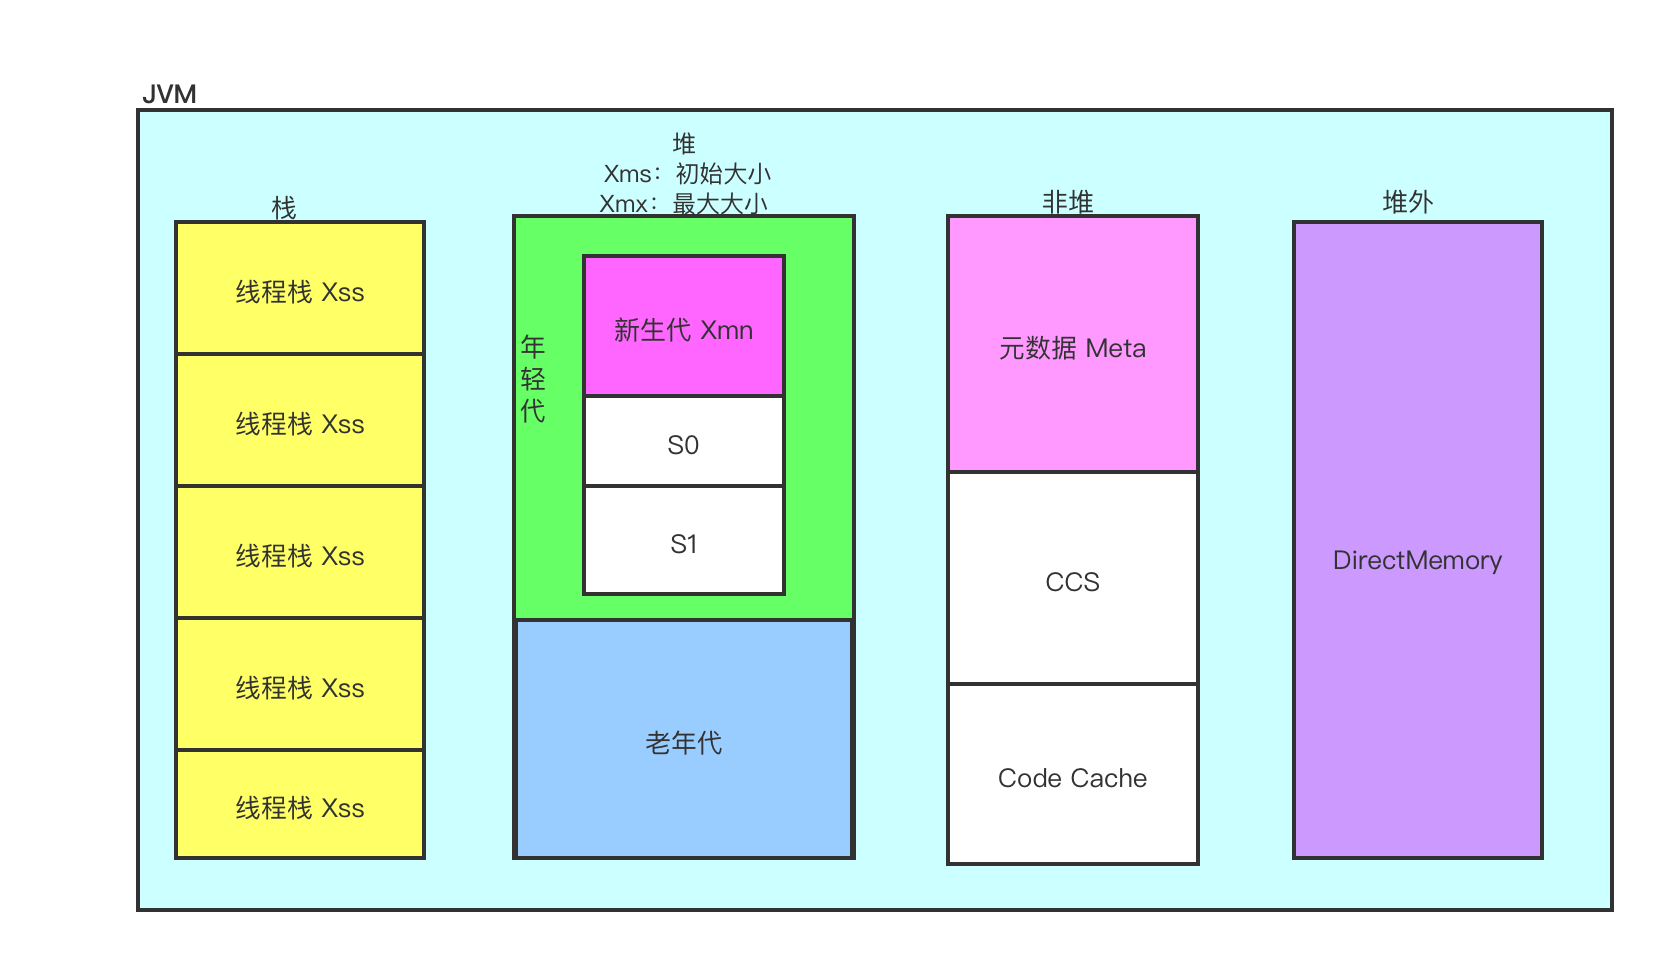 JVM
栈
线程栈 Xss
线程栈 Xss
线程栈 Xss
线程栈 Xss
线程栈 Xss
堆
Xms：初始大小
Xmx：最大大小
年轻代
新生代 Xmn
S0
S1
老年代
非堆
元数据 Meta
CCS
Code Cache
堆外
DirectMemory